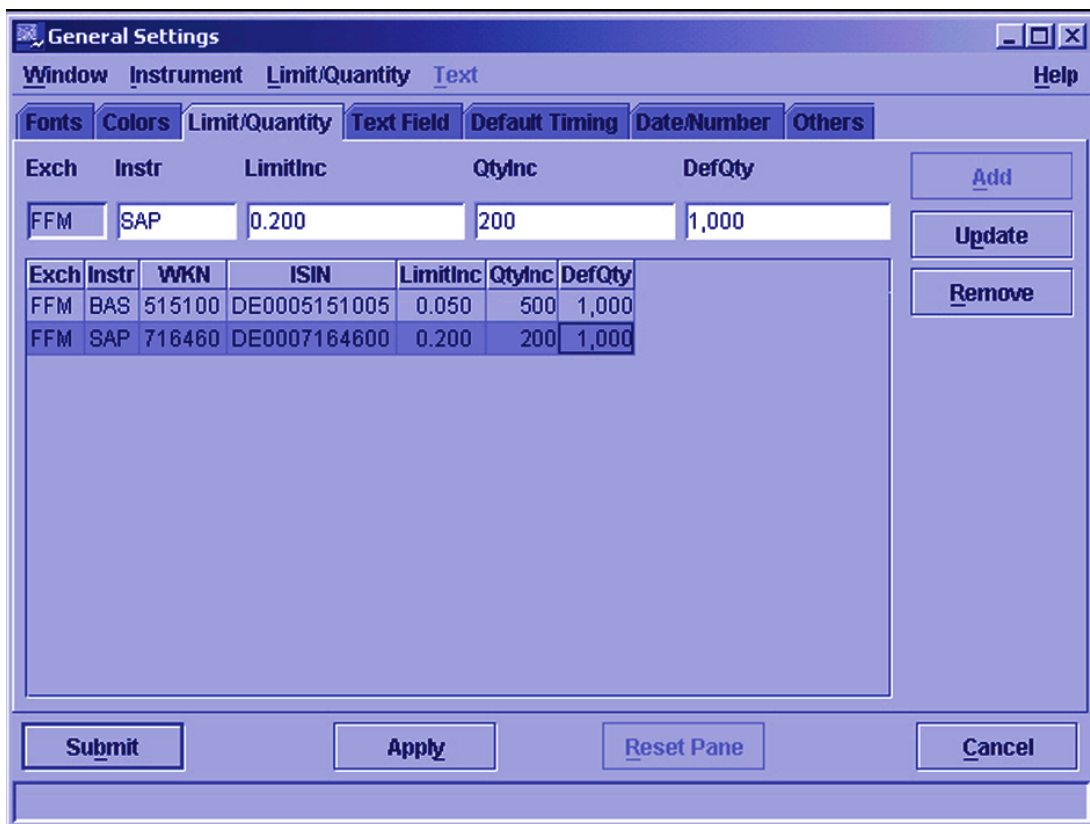 General Settings
Window Instrument Limit/Quantity Text Help
Fonts Colors Limit/Quantity Text Field Default Timing Date/Number Others
Exch Instr LimitInc QtyInc DefQty
Add
FFM SAP 0.200 200 1,000
Update
Exch Instr WKN ISIN LimitInc QtyInc DefQty
Remove
FFM BAS 515100 DE0005151005 0.050 500 1,000
FFM SAP 716460 DE0007164600 0.200 200 1,000
Submit Apply Reset Pane Cancel